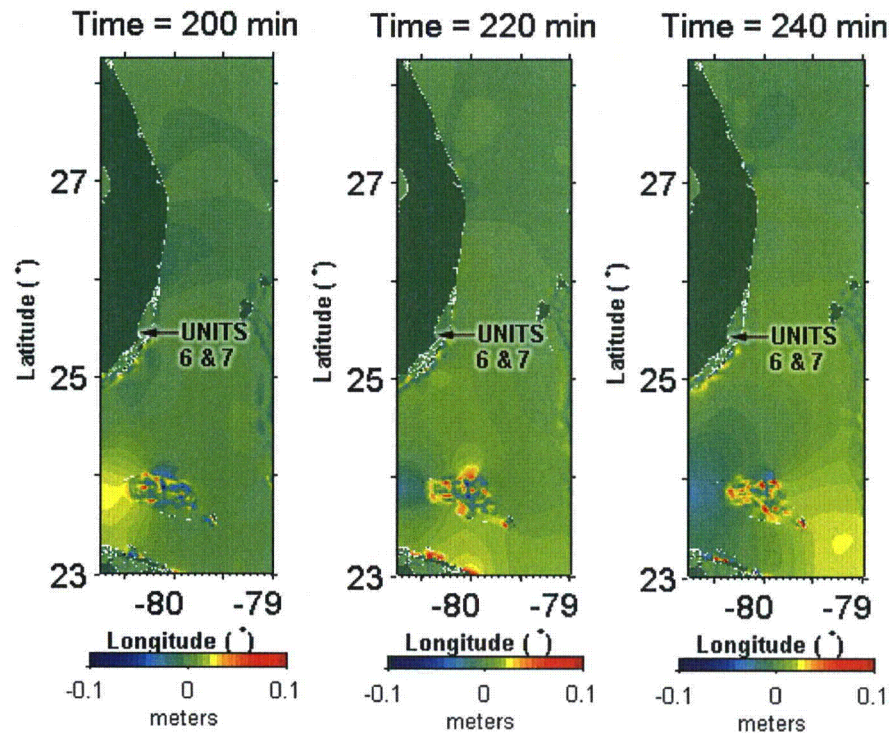 Time = 200 min
Time = 220 min
Time = 240 min
Latitude (°)
27
25
23
UNITS
6 & 7
-80
-79
Longitude (°)
-0.1
0
0.1
meters
Latitude (°)
27
25
23
UNITS
6 & 7
-80
-79
Longitude (°)
-0.1
0
0.1
meters
Latitude (°)
27
25
23
UNITS
6 & 7
-80
-79
Longitude (°)
-0.1
0
0.1
meters